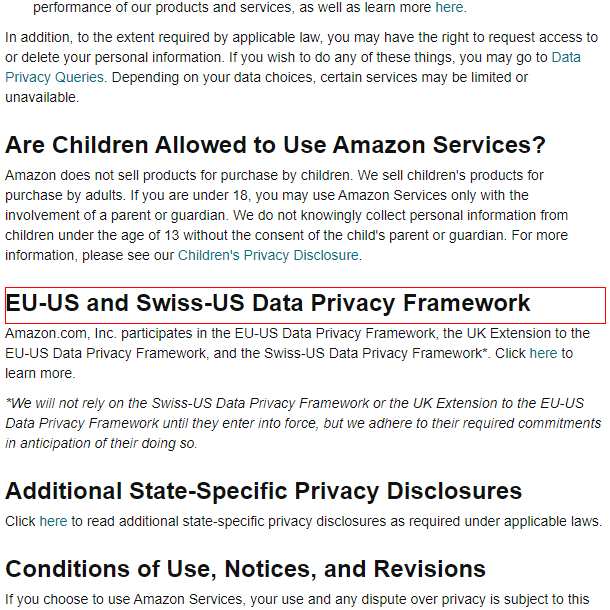 performance of our products and services, as well as learn more here.
In addition, to the extent required by applicable law, you may have the right to request access to
or delete your personal information. If you wish to do any of these things, you may go to Data
Privacy Queries. Depending on your data choices, certain services may be limited or
unavailable.
Are Children Allowed to Use Amazon Services?
Amazon does not sell products for purchase by children. We sell children's products for
purchase by adults. If you are under 18, you may use Amazon Services only with the
involvement of a parent or guardian. We do not knowingly collect personal information from
children under the age of 13 without the consent of the child's parent or guardian. For more
information, please see our Children's Privacy Disclosure.
EU-US and Swiss-US Data Privacy Framework
Amazon.com, Inc. participates in the EU-US Data Privacy Framework, the UK Extension to the
EU-US Data Privacy Framework, and the Swiss-US Data Privacy Framework*. Click here to
learn more.
*We will not rely on the Swiss-US Data Privacy Framework or the UK Extension to the EU-US
Data Privacy Framework until they enter into force, but we adhere to their required commitments
in anticipation of their doing so.
Additional State-Specific Privacy Disclosures
Click here to read additional state-specific privacy disclosures as required under applicable laws.
Conditions of Use, Notices, and Revisions
If you choose to use Amazon Services, your use and any dispute over privacy is subject to this